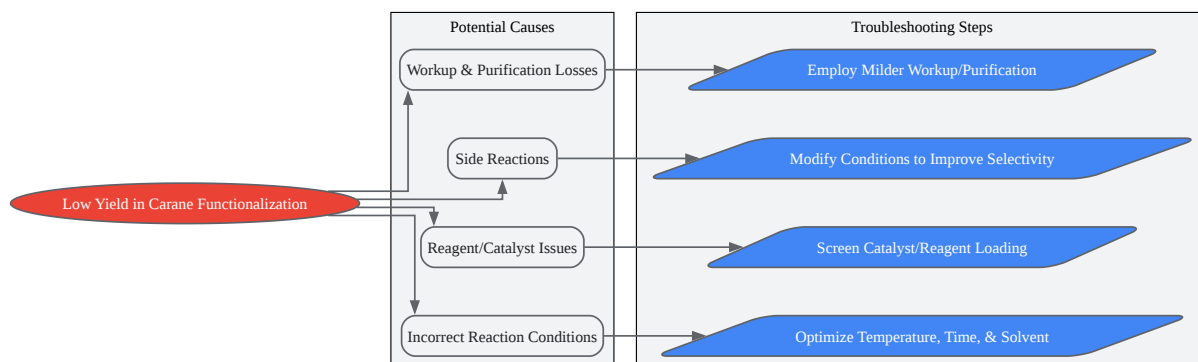 Potential Causes
Troubleshooting Steps
Workup & Purification Losses
Employ Milder Workup/Purification
Side Reactions
Modify Conditions to Improve Selectivity
Low Yield in Carane Functionalization
Reagent/Catalyst Issues
Screen Catalyst/Reagent Loading
Incorrect Reaction Conditions
Optimize Temperature, Time, & Solvent